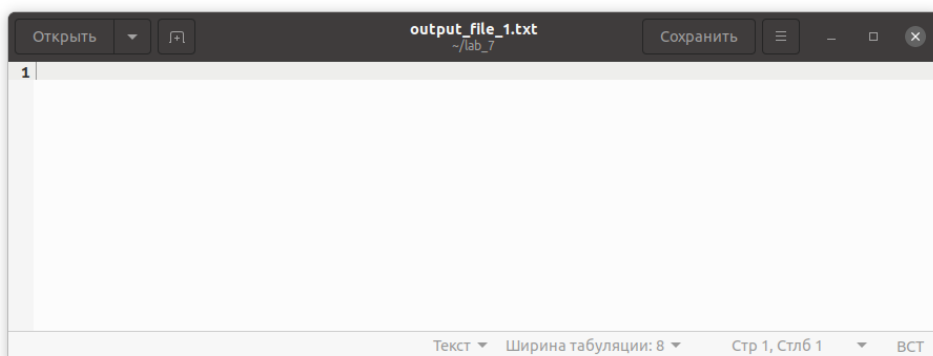 Открыть
output_file_1.txt
~/lab_7
Сохранить
1
Текст Ширина табуляции: 8 Стр 1, Стлб 1 ВСТ